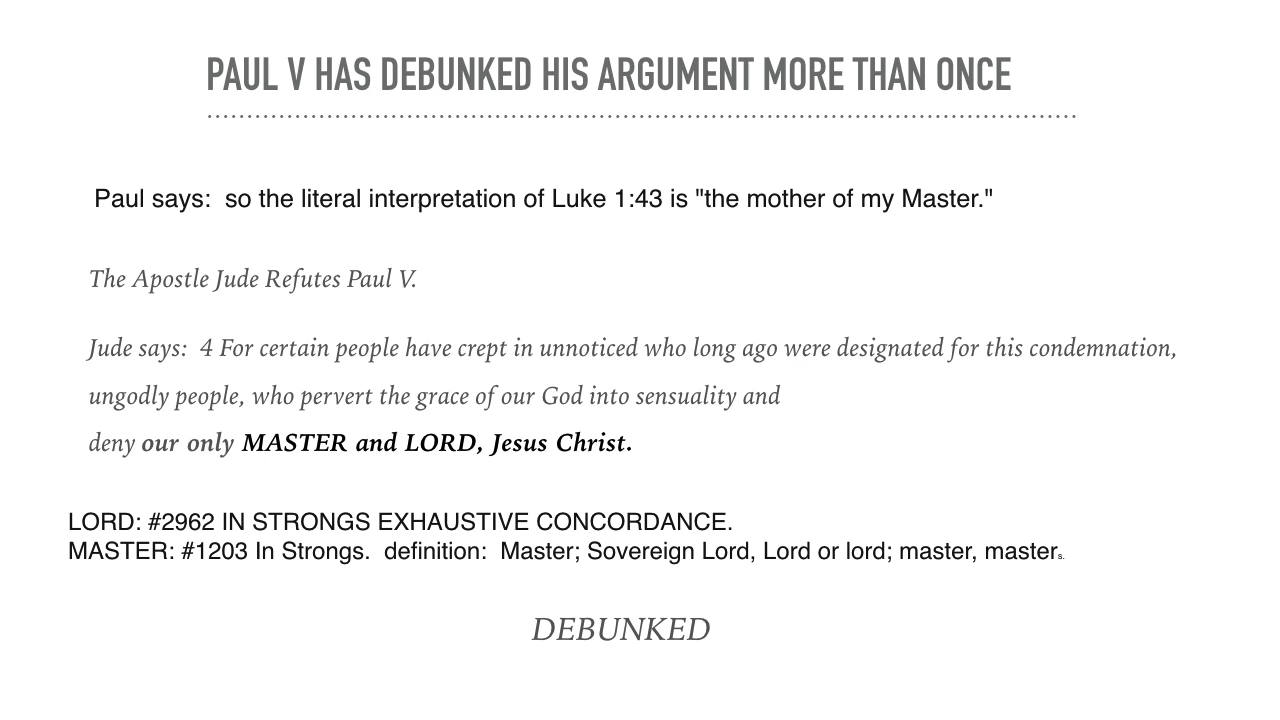 PAUL V HAS DEBUNKED HIS ARGUMENT MORE THAN ONCE
Paul says:  so the literal interpretation of Luke 1:43 is "the mother of my Master."
The Apostle Jude Refutes Paul V.
Jude says:  4 For certain people have crept in unnoticed who long ago were designated for this condemnation,
ungodly people, who pervert the grace of our God into sensuality and
deny our only MASTER and LORD, Jesus Christ.
LORD: #2962 IN STRONGS EXHAUSTIVE CONCORDANCE.
MASTER: #1203 In Strongs.  definition:  Master; Sovereign Lord, Lord or lord; master, masters.
DEBUNKED